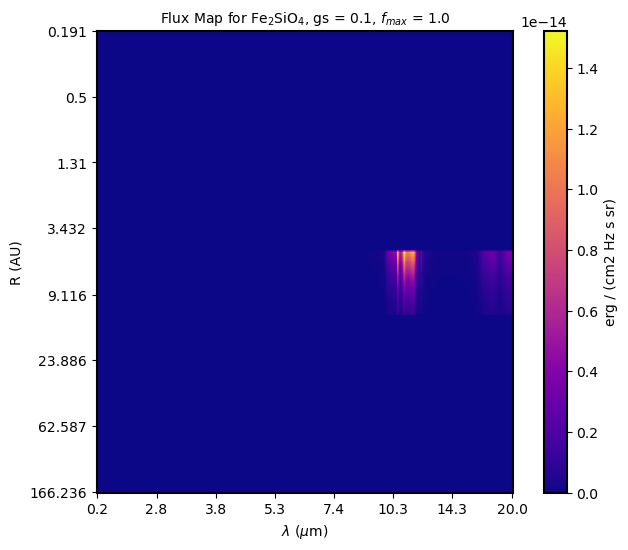 Flux Map for Fe₂SiO₄, gs = 0.1, fₘₐₓ = 1.0
1e−14
erg / (cm2 Hz s sr)
1.4
1.2
1.0
0.8
0.6
0.4
0.2
0.0
R (AU)
0.191
0.5
1.31
3.432
9.116
23.886
62.587
166.236
0.2 2.8 3.8 5.3 7.4 10.3 14.3 20.0
λ (μm)